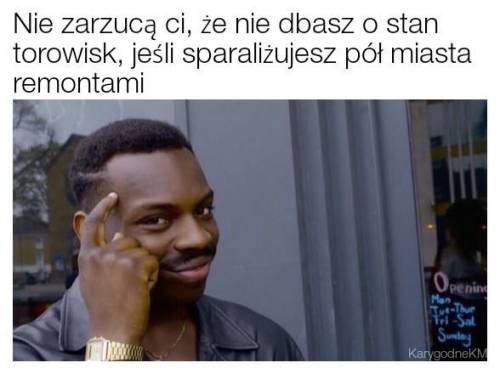 Nie zarzucą ci, że nie dbasz o stan
torowisk, jeśli sparaliżujesz pół miasta
remontami
Opening
Mon
Tue-Thur
Fri-Sat
Sunday
KarygodneKM